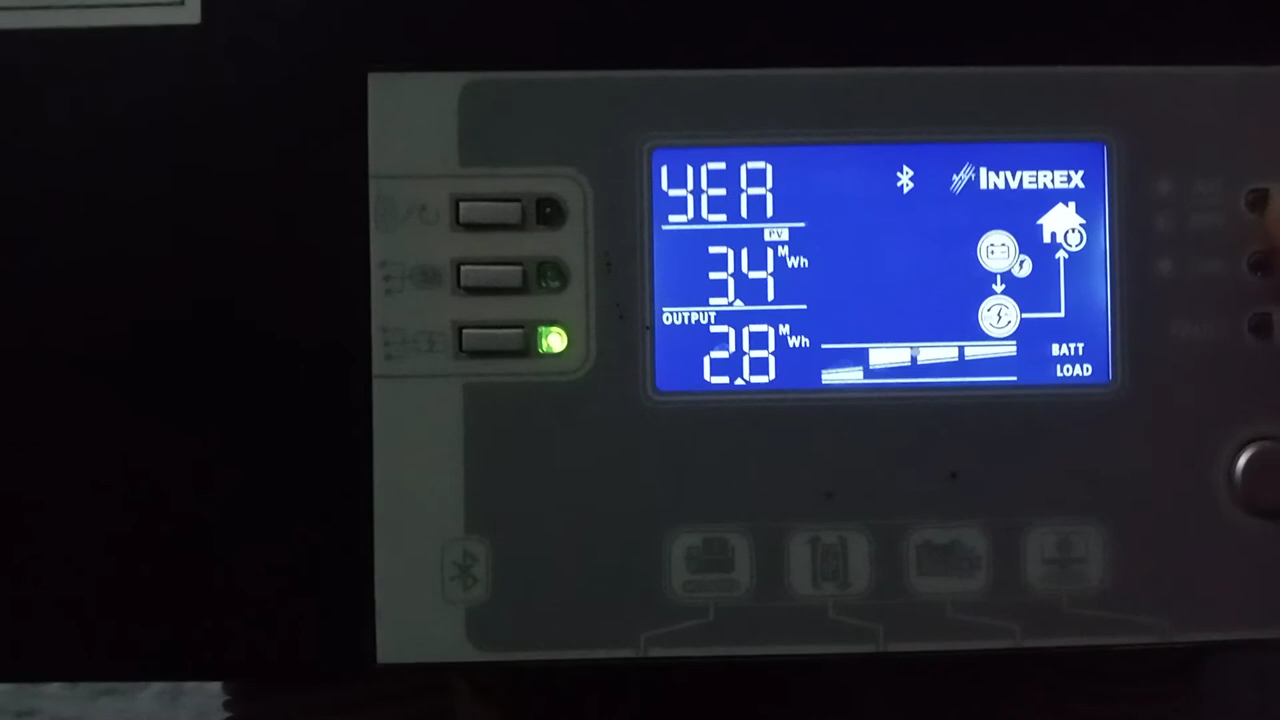 YEA
INVEREX
PV
3.4 MWh
OUTPUT
2.8 MWh
BATT
LOAD